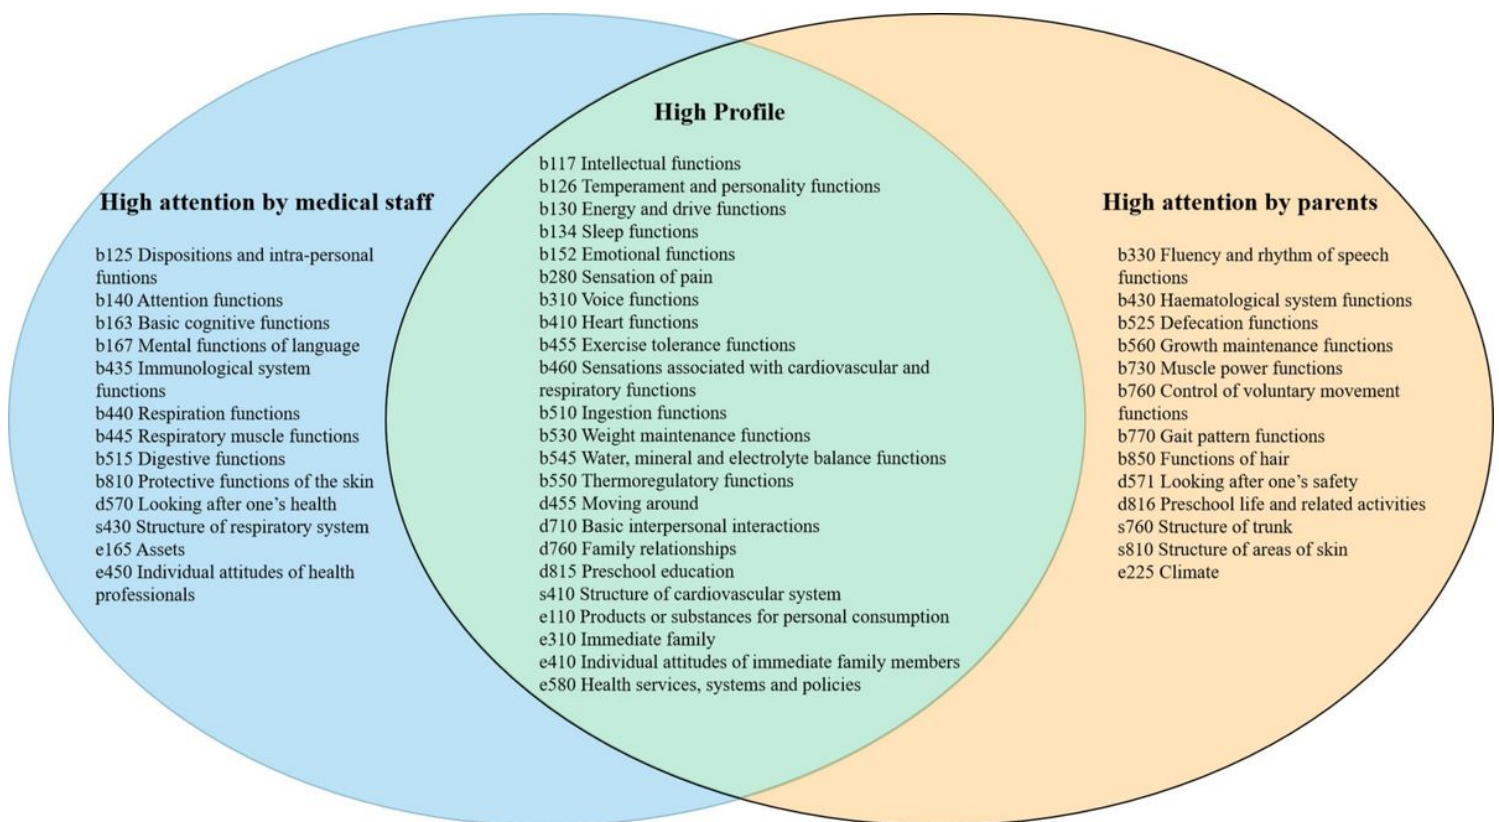 High Profile
b117 Intellectual functions
b126 Temperament and personality functions
b130 Energy and drive functions
b134 Sleep functions
b152 Emotional functions
b280 Sensation of pain
b310 Voice functions
b410 Heart functions
b455 Exercise tolerance functions
b460 Sensations associated with cardiovascular and
respiratory functions
b510 Ingestion functions
b530 Weight maintenance functions
b545 Water, mineral and electrolyte balance functions
b550 Thermoregulatory functions
d455 Moving around
d710 Basic interpersonal interactions
d760 Family relationships
d815 Preschool education
s410 Structure of cardiovascular system
e110 Products or substances for personal consumption
e310 Immediate family
e410 Individual attitudes of immediate family members
e580 Health services, systems and policies
High attention by medical staff
b125 Dispositions and intra-personal
funtions
b140 Attention functions
b163 Basic cognitive functions
b167 Mental functions of language
b435 Immunological system
functions
b440 Respiration functions
b445 Respiratory muscle functions
b515 Digestive functions
b810 Protective functions of the skin
d570 Looking after one’s health
s430 Structure of respiratory system
e165 Assets
e450 Individual attitudes of health
professionals
High attention by parents
b330 Fluency and rhythm of speech
functions
b430 Haematological system functions
b525 Defecation functions
b560 Growth maintenance functions
b730 Muscle power functions
b760 Control of voluntary movement
functions
b770 Gait pattern functions
b850 Functions of hair
d571 Looking after one’s safety
d816 Preschool life and related activities
s760 Structure of trunk
s810 Structure of areas of skin
e225 Climate